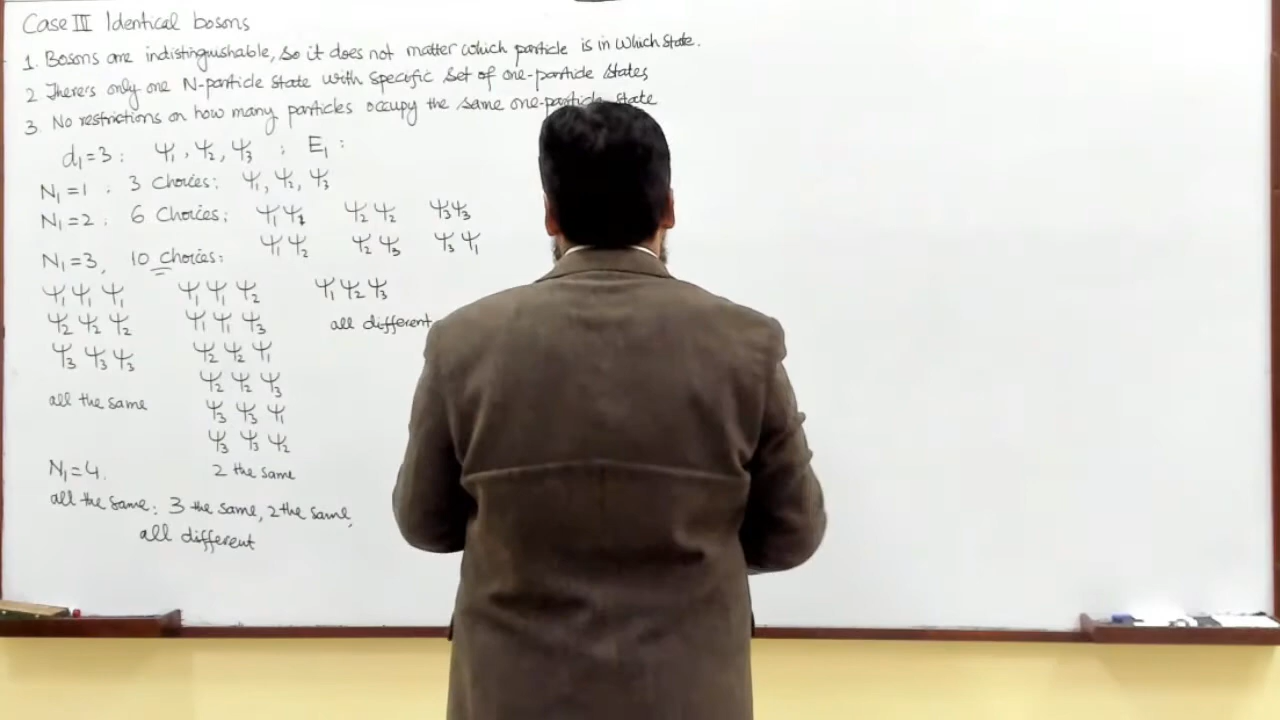 Case III Identical bosons
1. Bosons are indistinguishable, so it does not matter which particle is in which state.
2 There's only one N-particle state with specific set of one-particle states
3. No restrictions on how many particles occupy the same one-particle state
d₁=3: Ψ₁, Ψ₂, Ψ₃ ; E₁ :
N₁=1 : 3 Choices: Ψ₁, Ψ₂, Ψ₃
N₁=2 : 6 Choices: Ψ₁Ψ₁ Ψ₂Ψ₂ Ψ₃Ψ₃
Ψ₁Ψ₂ Ψ₂Ψ₃ Ψ₃Ψ₁
N₁=3, 10 Choices:
Ψ₁Ψ₁Ψ₁ Ψ₁Ψ₁Ψ₂ Ψ₁Ψ₂Ψ₃
Ψ₂Ψ₂Ψ₂ Ψ₁Ψ₁Ψ₃ all different
Ψ₃Ψ₃Ψ₃ Ψ₂Ψ₂Ψ₁
Ψ₂Ψ₂Ψ₃
all the same Ψ₃Ψ₃Ψ₁
Ψ₃Ψ₃Ψ₂
N₁=4. 2 the same
all the same: 3 the same, 2 the same,
all different